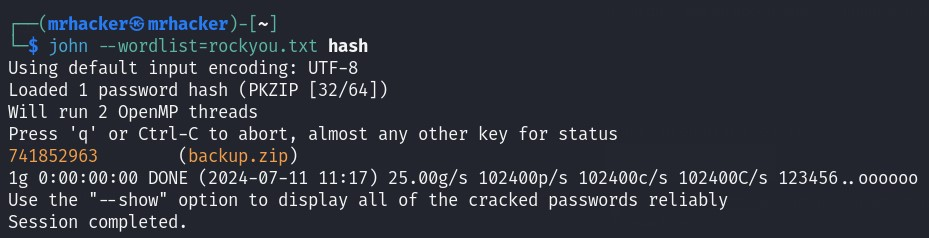 ┌──(mrhacker㉿mrhacker)-[~]
└─$ john --wordlist=rockyou.txt hash
Using default input encoding: UTF-8
Loaded 1 password hash (PKZIP [32/64])
Will run 2 OpenMP threads
Press 'q' or Ctrl-C to abort, almost any other key for status
741852963        (backup.zip)
1g 0:00:00:00 DONE (2024-07-11 11:17) 25.00g/s 102400p/s 102400c/s 102400C/s 123456..oooooo
Use the "--show" option to display all of the cracked passwords reliably
Session completed.